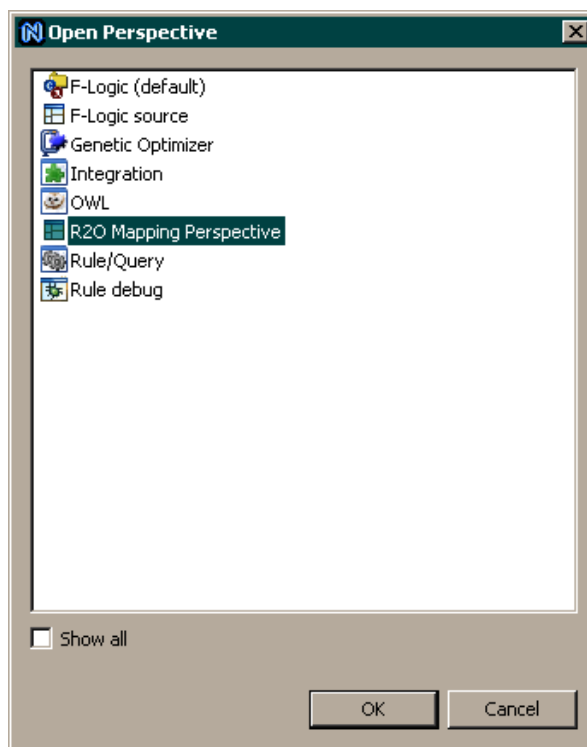 Open Perspective
F-Logic (default)
F-Logic source
Genetic Optimizer
Integration
OWL
R2O Mapping Perspective
Rule/Query
Rule debug
Show all
OK
Cancel